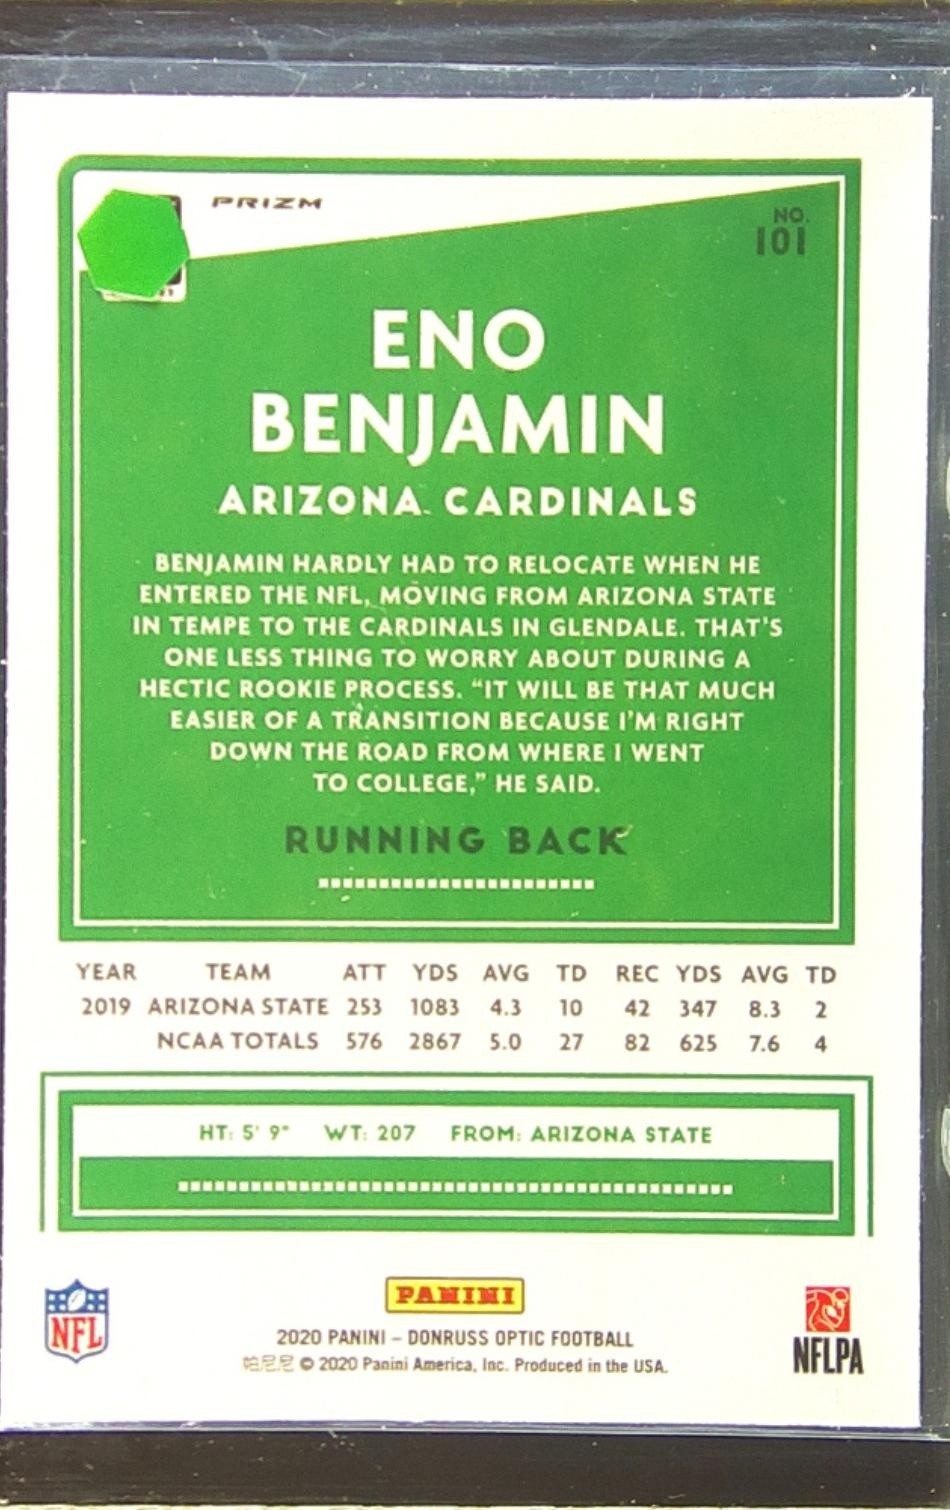 PRIZM
NO.
101
ENO
BENJAMIN
ARIZONA CARDINALS
BENJAMIN HARDLY HAD TO RELOCATE WHEN HE
ENTERED THE NFL, MOVING FROM ARIZONA STATE
IN TEMPE TO THE CARDINALS IN GLENDALE. THAT'S
ONE LESS THING TO WORRY ABOUT DURING A
HECTIC ROOKIE PROCESS. "IT WILL BE THAT MUCH
EASIER OF A TRANSITION BECAUSE I'M RIGHT
DOWN THE ROAD FROM WHERE I WENT
TO COLLEGE," HE SAID.
RUNNING BACK
YEAR TEAM ATT YDS AVG TD REC YDS AVG TD
2019 ARIZONA STATE 253 1083 4.3 10 42 347 8.3 2
NCAA TOTALS 576 2867 5.0 27 82 625 7.6 4
HT: 5' 9" WT: 207 FROM: ARIZONA STATE
NFL
PANINI
NFLPA
2020 PANINI – DONRUSS OPTIC FOOTBALL
帕尼尼 © 2020 Panini America, Inc. Produced in the USA.